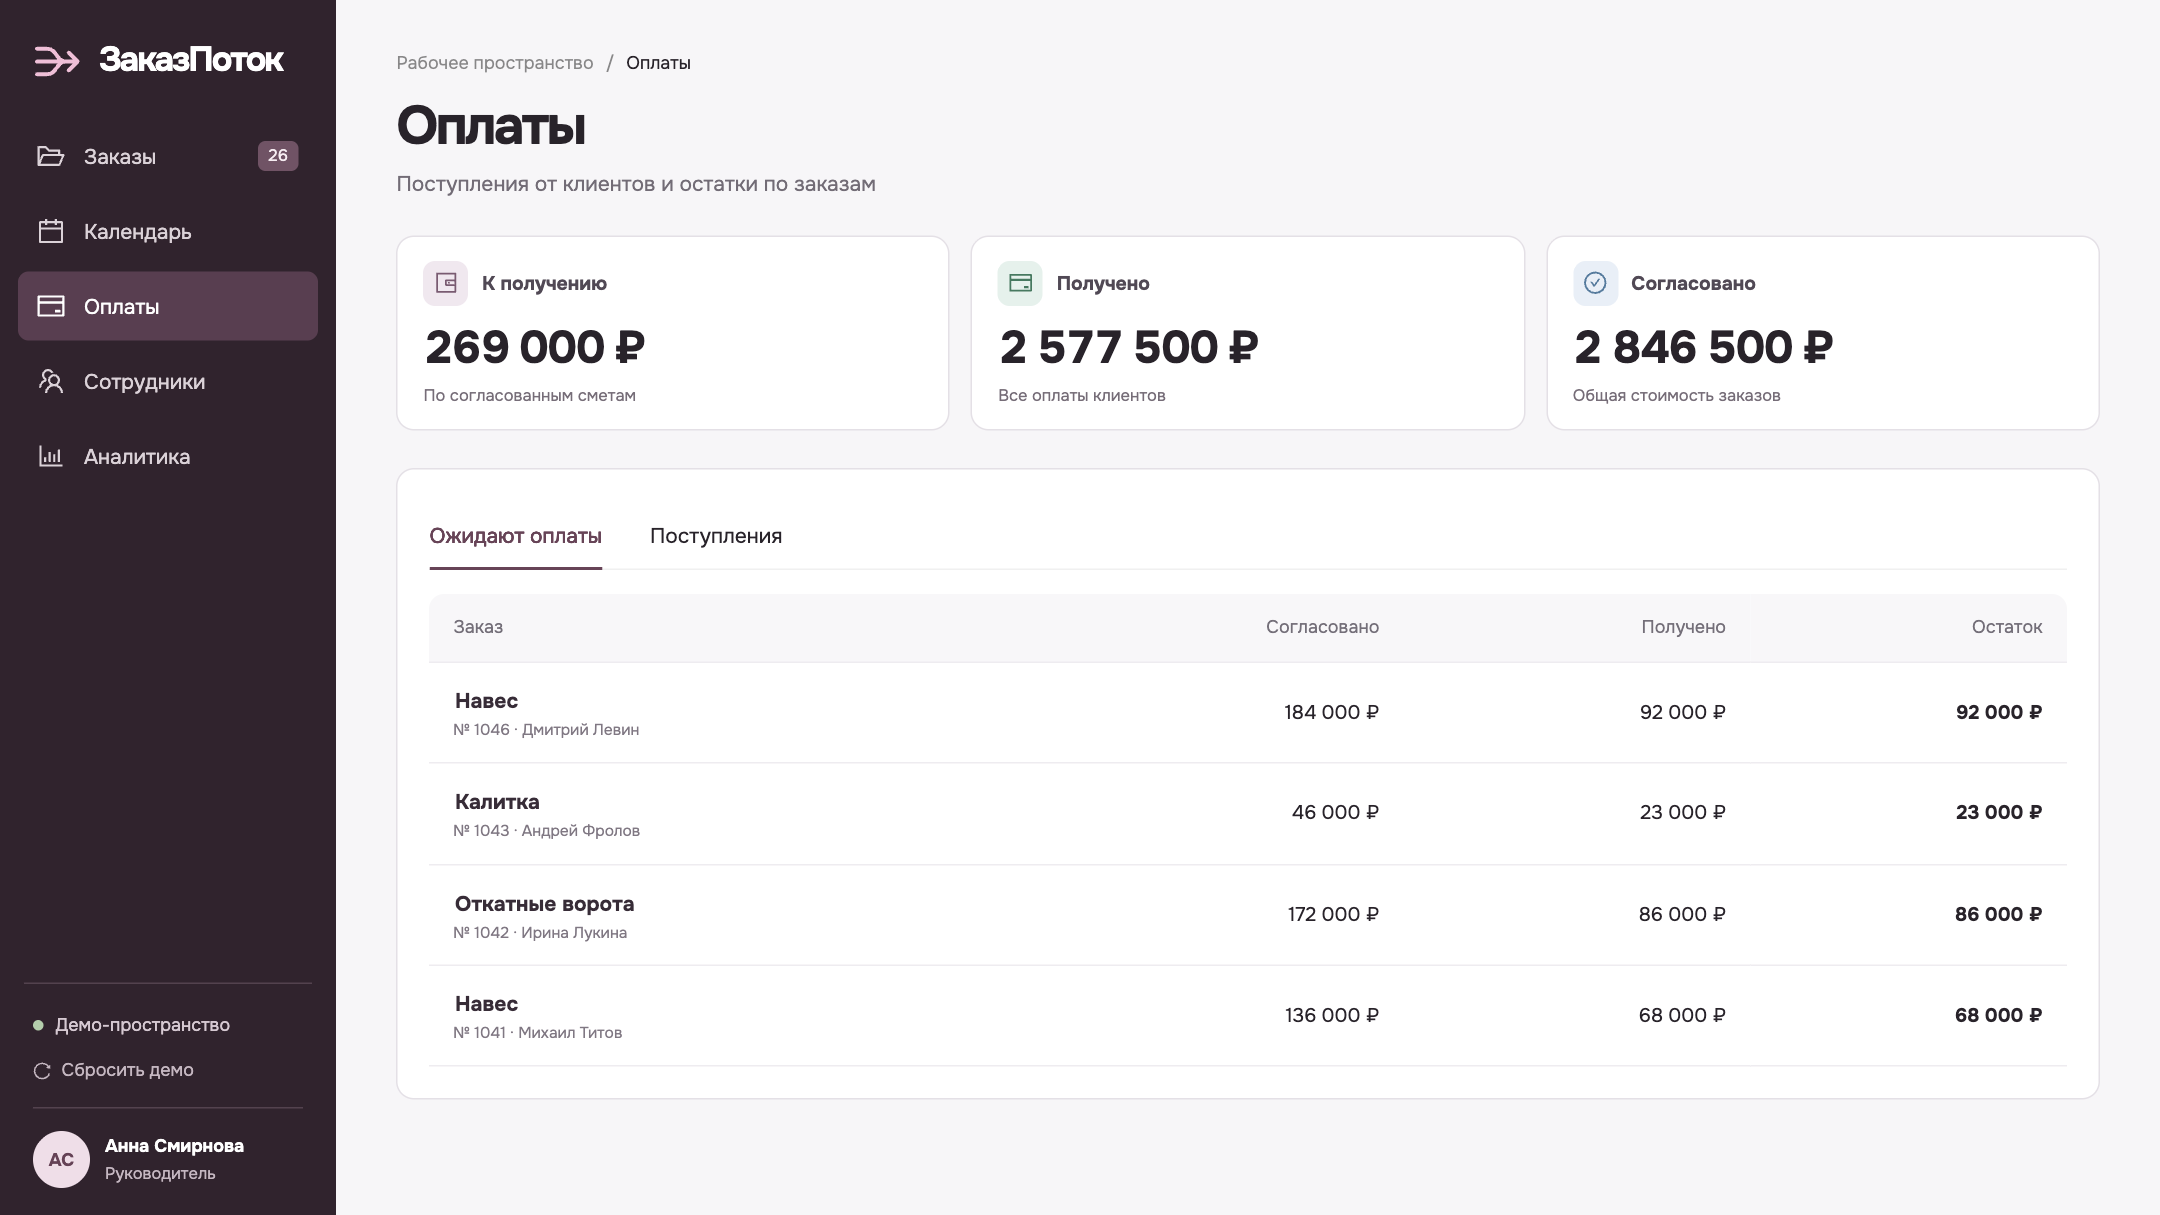 ЗаказПоток
Заказы 26
Календарь
Оплаты
Сотрудники
Аналитика
Демо-пространство
Сбросить демо
АС
Анна Смирнова
Руководитель
Рабочее пространство / Оплаты
Оплаты
Поступления от клиентов и остатки по заказам
К получению
269 000 ₽
По согласованным сметам
Получено
2 577 500 ₽
Все оплаты клиентов
Согласовано
2 846 500 ₽
Общая стоимость заказов
Ожидают оплаты Поступления
Заказ Согласовано Получено Остаток
Навес
№ 1046 · Дмитрий Левин
184 000 ₽ 92 000 ₽ 92 000 ₽
Калитка
№ 1043 · Андрей Фролов
46 000 ₽ 23 000 ₽ 23 000 ₽
Откатные ворота
№ 1042 · Ирина Лукина
172 000 ₽ 86 000 ₽ 86 000 ₽
Навес
№ 1041 · Михаил Титов
136 000 ₽ 68 000 ₽ 68 000 ₽